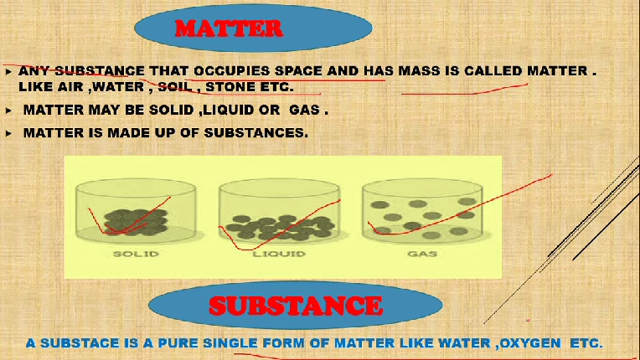 MATTER
ANY SUBSTANCE THAT OCCUPIES SPACE AND HAS MASS IS CALLED MATTER .
LIKE AIR ,WATER , SOIL , STONE ETC.
MATTER MAY BE SOLID ,LIQUID OR GAS .
MATTER IS MADE UP OF SUBSTANCES.
SOLID LIQUID GAS
SUBSTANCE
A SUBSTACE IS A PURE SINGLE FORM OF MATTER LIKE WATER ,OXYGEN ETC.